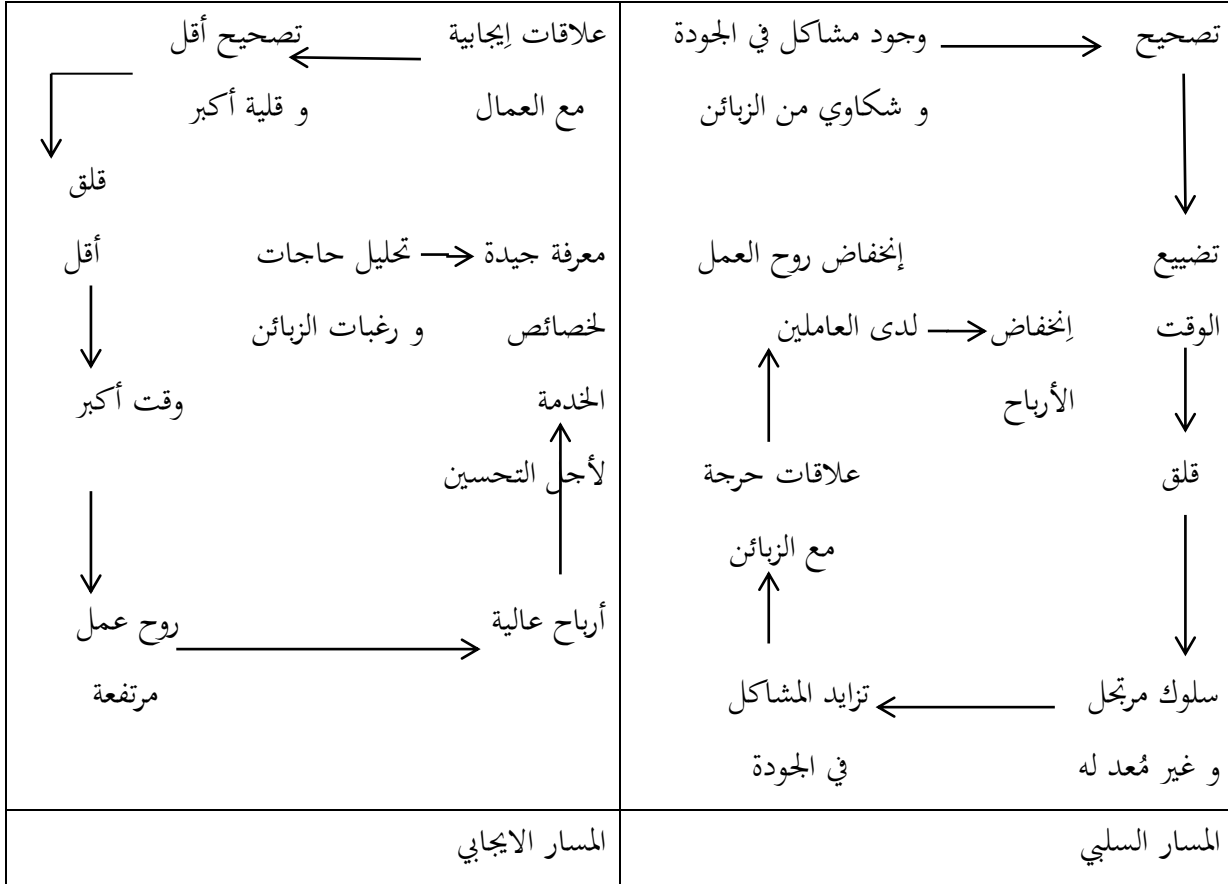 تصحيح وجود مشاكل في الجودة
و شكاوي من الزبائن
تضييع إنخفاض روح العمل
الوقت إنخفاض لدى العاملين
الأرباح
قلق علاقات حرجة
مع الزبائن
سلوك مرتجل تزايد المشاكل
و غير مُعد له في الجودة
المسار السلبي
علاقات إيجابية تصحيح أقل
مع العمال و قلية أكبر
قلق
معرفة جيدة تحليل حاجات أقل
لخصائص و رغبات الزبائن
الخدمة وقت أكبر
لأجل التحسين
أرباح عالية روح عمل
مرتفعة
المسار الايجابي